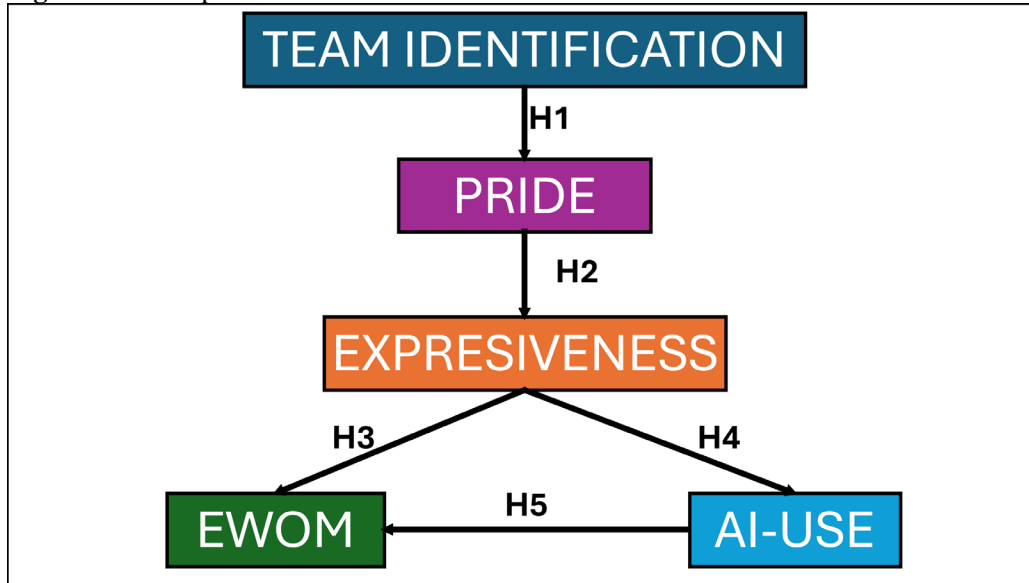 TEAM IDENTIFICATION
H1
PRIDE
H2
EXPRESIVENESS
H3
H4
EWOM
H5
AI-USE